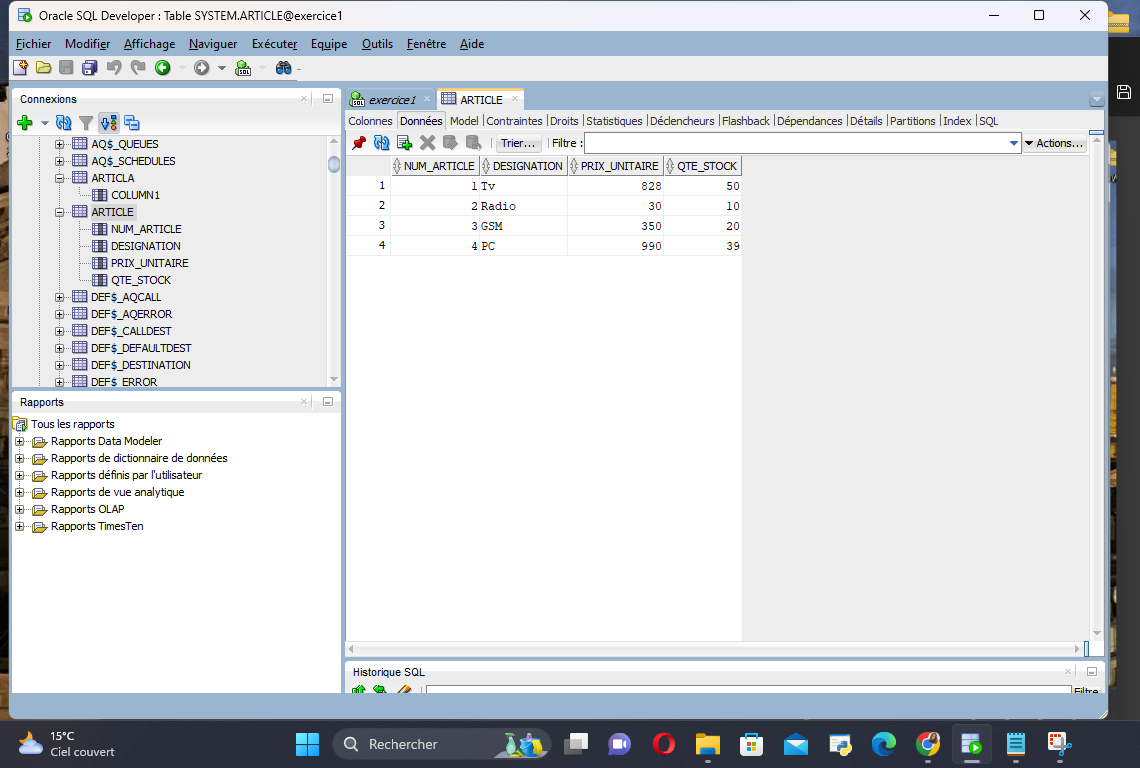 Oracle SQL Developer : Table SYSTEM.ARTICLE@exercice1
Fichier Modifier Affichage Naviguer Exécuter Equipe Outils Fenêtre Aide
Connexions
AQ$_QUEUES
AQ$_SCHEDULES
ARTICLA
COLUMN1
ARTICLE
NUM_ARTICLE
DESIGNATION
PRIX_UNITAIRE
QTE_STOCK
DEF$_AQCALL
DEF$_AQERROR
DEF$_CALLDEST
DEF$_DEFAULTDEST
DEF$_DESTINATION
DEF$_ERROR
Rapports
Tous les rapports
Rapports Data Modeler
Rapports de dictionnaire de données
Rapports définis par l'utilisateur
Rapports de vue analytique
Rapports OLAP
Rapports TimesTen
exercice1 ARTICLE
Colonnes Données Model Contraintes Droits Statistiques Déclencheurs Flashback Dépendances Détails Partitions Index SQL
Trier... Filtre : Actions...
NUM_ARTICLE DESIGNATION PRIX_UNITAIRE QTE_STOCK
1 1 Tv 828 50
2 2 Radio 30 10
3 3 GSM 350 20
4 4 PC 990 39
Historique SQL
Filtre
15°C
Ciel couvert
Rechercher